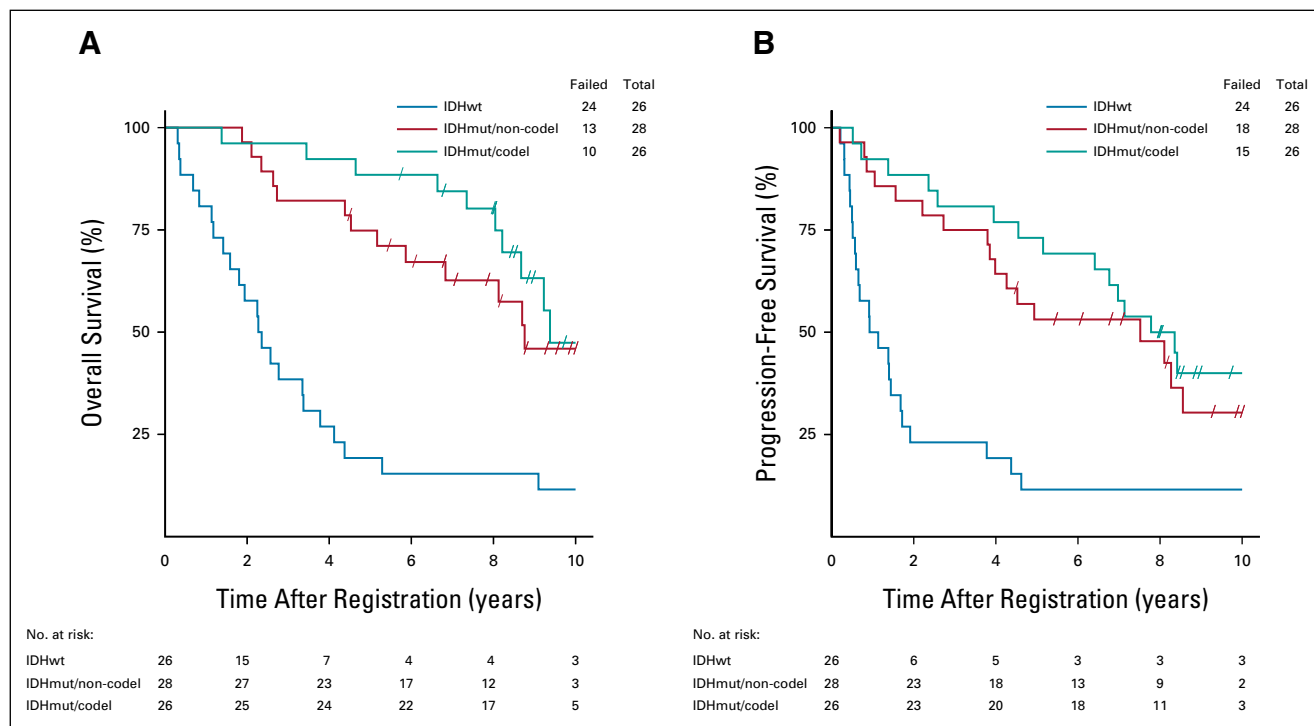 A
Failed Total
IDHwt 24 26
IDHmut/non-codel 13 28
IDHmut/codel 10 26
100
75
50
25
Overall Survival (%)
0 2 4 6 8 10
Time After Registration (years)
No. at risk:
IDHwt 26 15 7 4 4 3
IDHmut/non-codel 28 27 23 17 12 3
IDHmut/codel 26 25 24 22 17 5
B
Failed Total
IDHwt 24 26
IDHmut/non-codel 18 28
IDHmut/codel 15 26
100
75
50
25
Progression-Free Survival (%)
0 2 4 6 8 10
Time After Registration (years)
No. at risk:
IDHwt 26 6 5 3 3 3
IDHmut/non-codel 28 23 18 13 9 2
IDHmut/codel 26 23 20 18 11 3